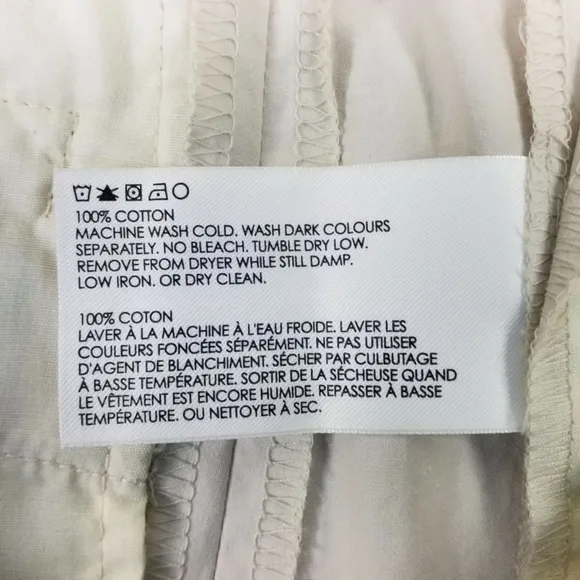 100% COTTON
MACHINE WASH COLD. WASH DARK COLOURS
SEPARATELY. NO BLEACH. TUMBLE DRY LOW.
REMOVE FROM DRYER WHILE STILL DAMP.
LOW IRON. OR DRY CLEAN.
100% COTON
LAVER À LA MACHINE À L'EAU FROIDE. LAVER LES
COULEURS FONCÉES SÉPARÉMENT. NE PAS UTILISER
D'AGENT DE BLANCHIMENT. SÉCHER PAR CULBUTAGE
À BASSE TEMPÉRATURE. SORTIR DE LA SÉCHEUSE QUAND
LE VÊTEMENT EST ENCORE HUMIDE. REPASSER À BASSE
TEMPÉRATURE. OU NETTOYER À SEC.